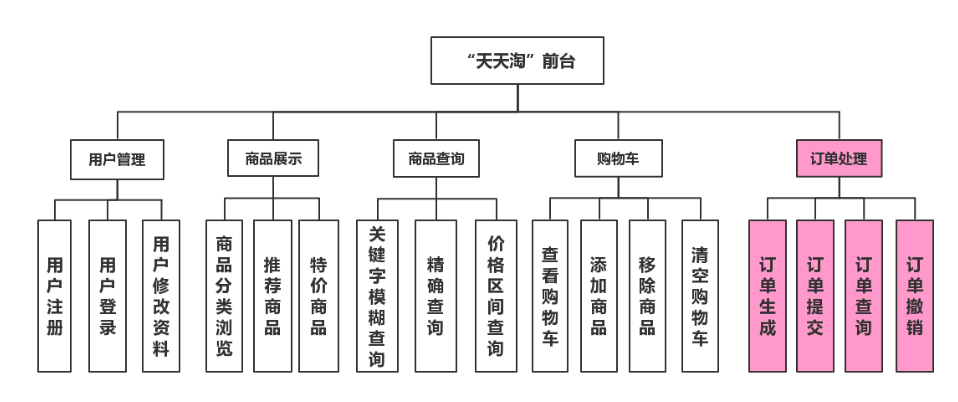 “天天淘”前台
用户管理
商品展示
商品查询
购物车
订单处理
用户注册
用户登录
用户修改资料
商品分类浏览
推荐商品
特价商品
关键字模糊查询
精确查询
价格区间查询
查看购物车
添加商品
移除商品
清空购物车
订单生成
订单提交
订单查询
订单撤销